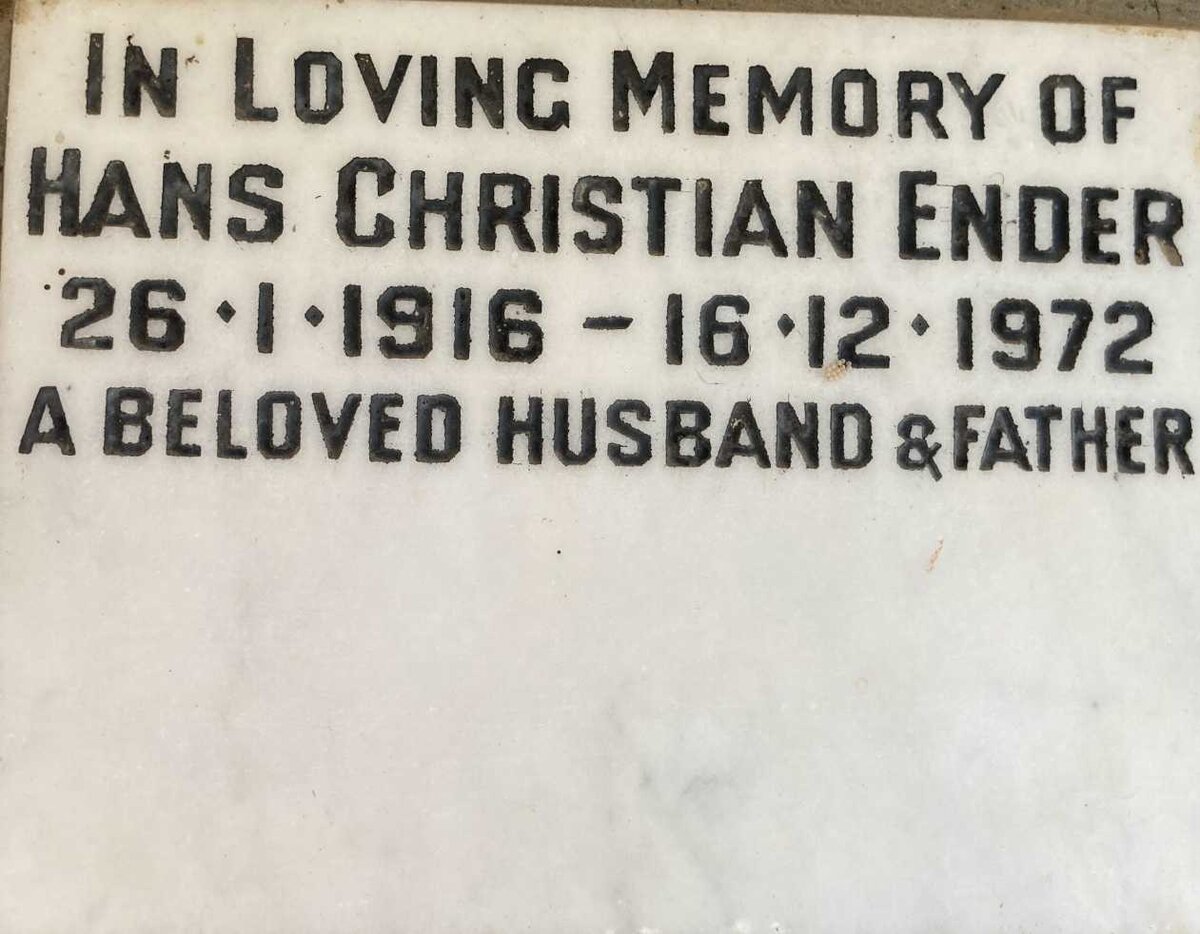 IN LOVING MEMORY OF
HANS CHRISTIAN ENDER
26·1·1916 – 16·12·1972
A BELOVED HUSBAND & FATHER